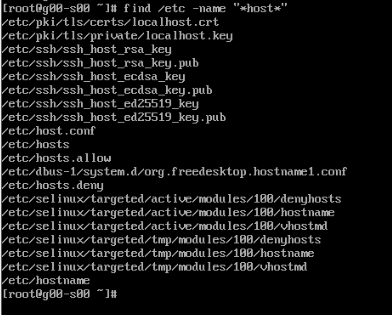 [root@g00-s00 ~]# find /etc -name "*host*"
/etc/pki/tls/certs/localhost.crt
/etc/pki/tls/private/localhost.key
/etc/ssh/ssh_host_rsa_key
/etc/ssh/ssh_host_rsa_key.pub
/etc/ssh/ssh_host_ecdsa_key
/etc/ssh/ssh_host_ecdsa_key.pub
/etc/ssh/ssh_host_ed25519_key
/etc/ssh/ssh_host_ed25519_key.pub
/etc/host.conf
/etc/hosts
/etc/hosts.allow
/etc/dbus-1/system.d/org.freedesktop.hostname1.conf
/etc/hosts.deny
/etc/selinux/targeted/active/modules/100/denyhosts
/etc/selinux/targeted/active/modules/100/hostname
/etc/selinux/targeted/active/modules/100/vhostmd
/etc/selinux/targeted/tmp/modules/100/denyhosts
/etc/selinux/targeted/tmp/modules/100/hostname
/etc/selinux/targeted/tmp/modules/100/vhostmd
/etc/hostname
[root@g00-s00 ~]#